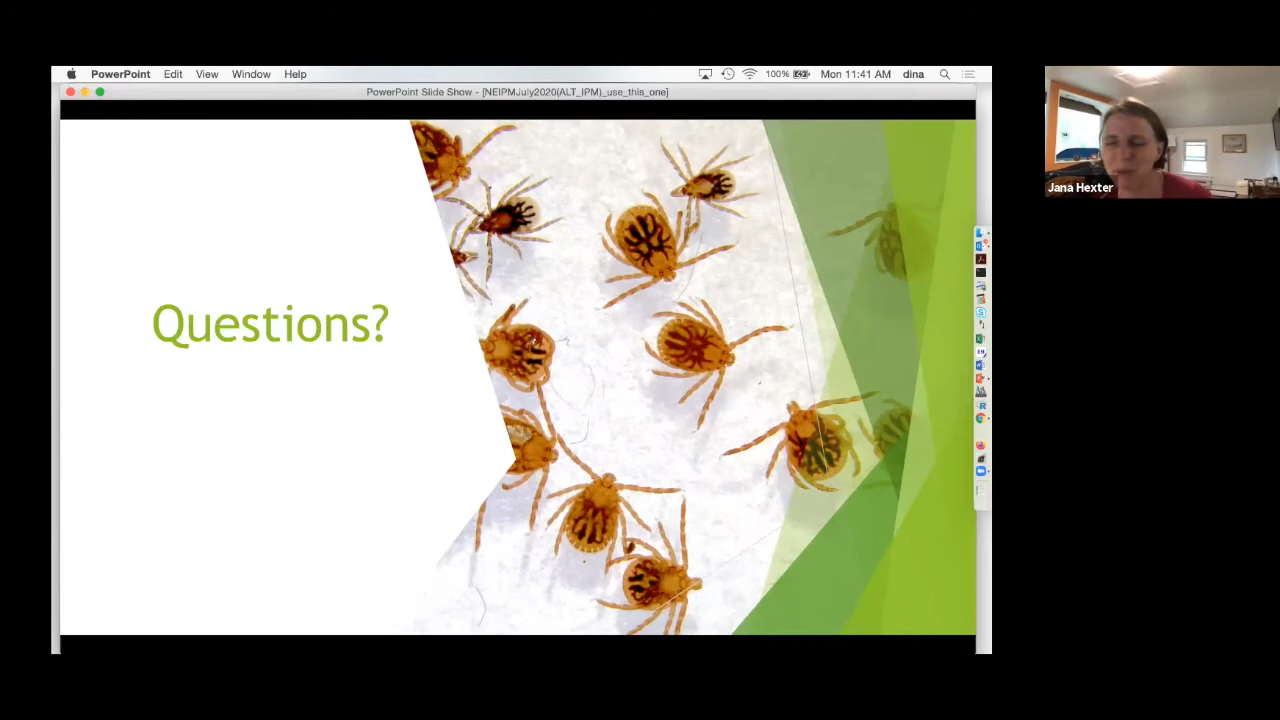 PowerPoint Edit View Window Help 100% Mon 11:41 AM dina
PowerPoint Slide Show - [NEIPMJuly2020(ALT_IPM)_use_this_one]
Jana Hexter
Questions?